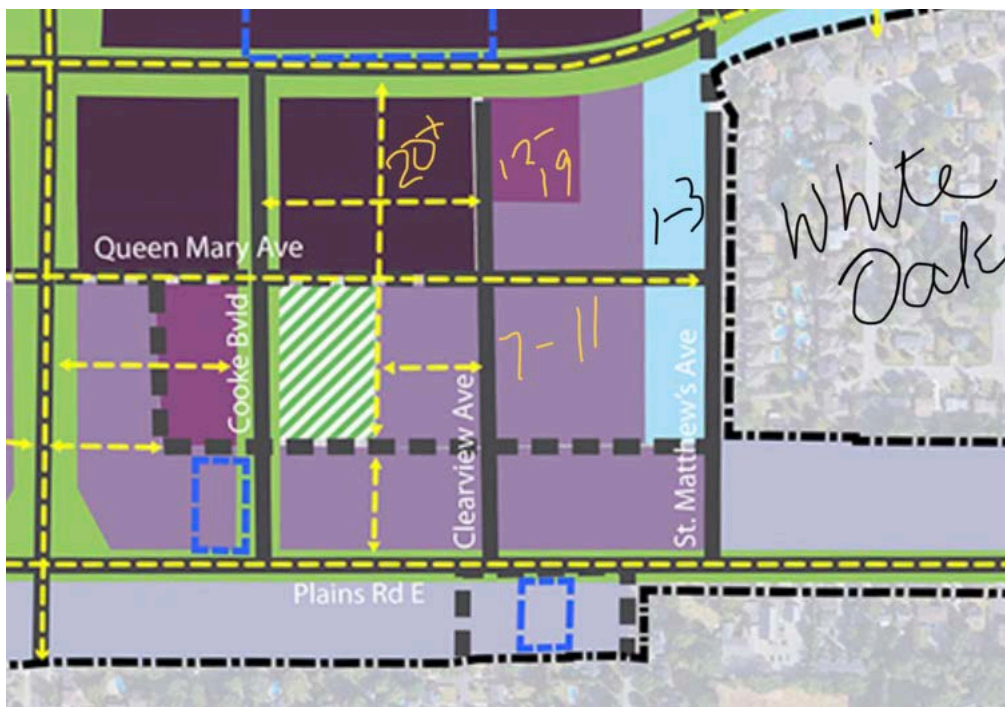 20+
12-
19
1-3
White
Oak
Queen Mary Ave
Cooke Bvld
7-11
Clearview Ave
St. Matthew's Ave
Plains Rd E